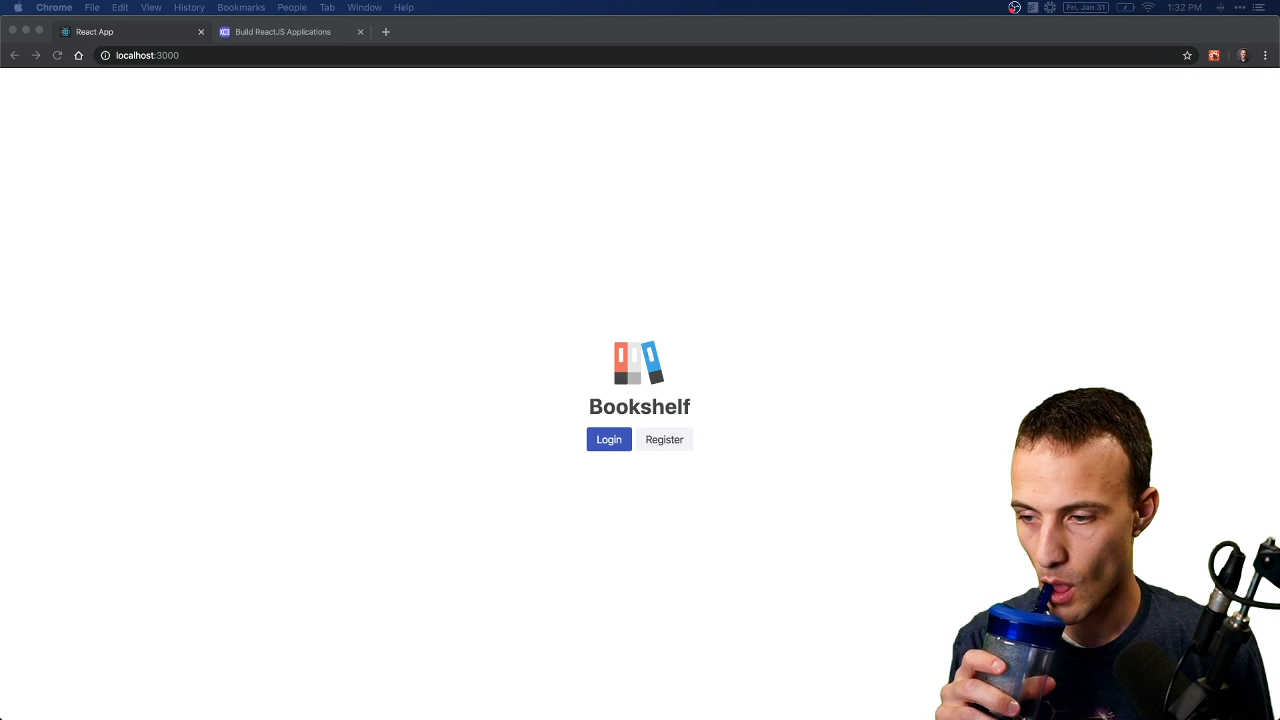 Chrome File Edit View History Bookmarks People Tab Window Help Fri, Jan 31 1:32 PM
React App Build ReactJS Applications
localhost:3000
Bookshelf
Login Register